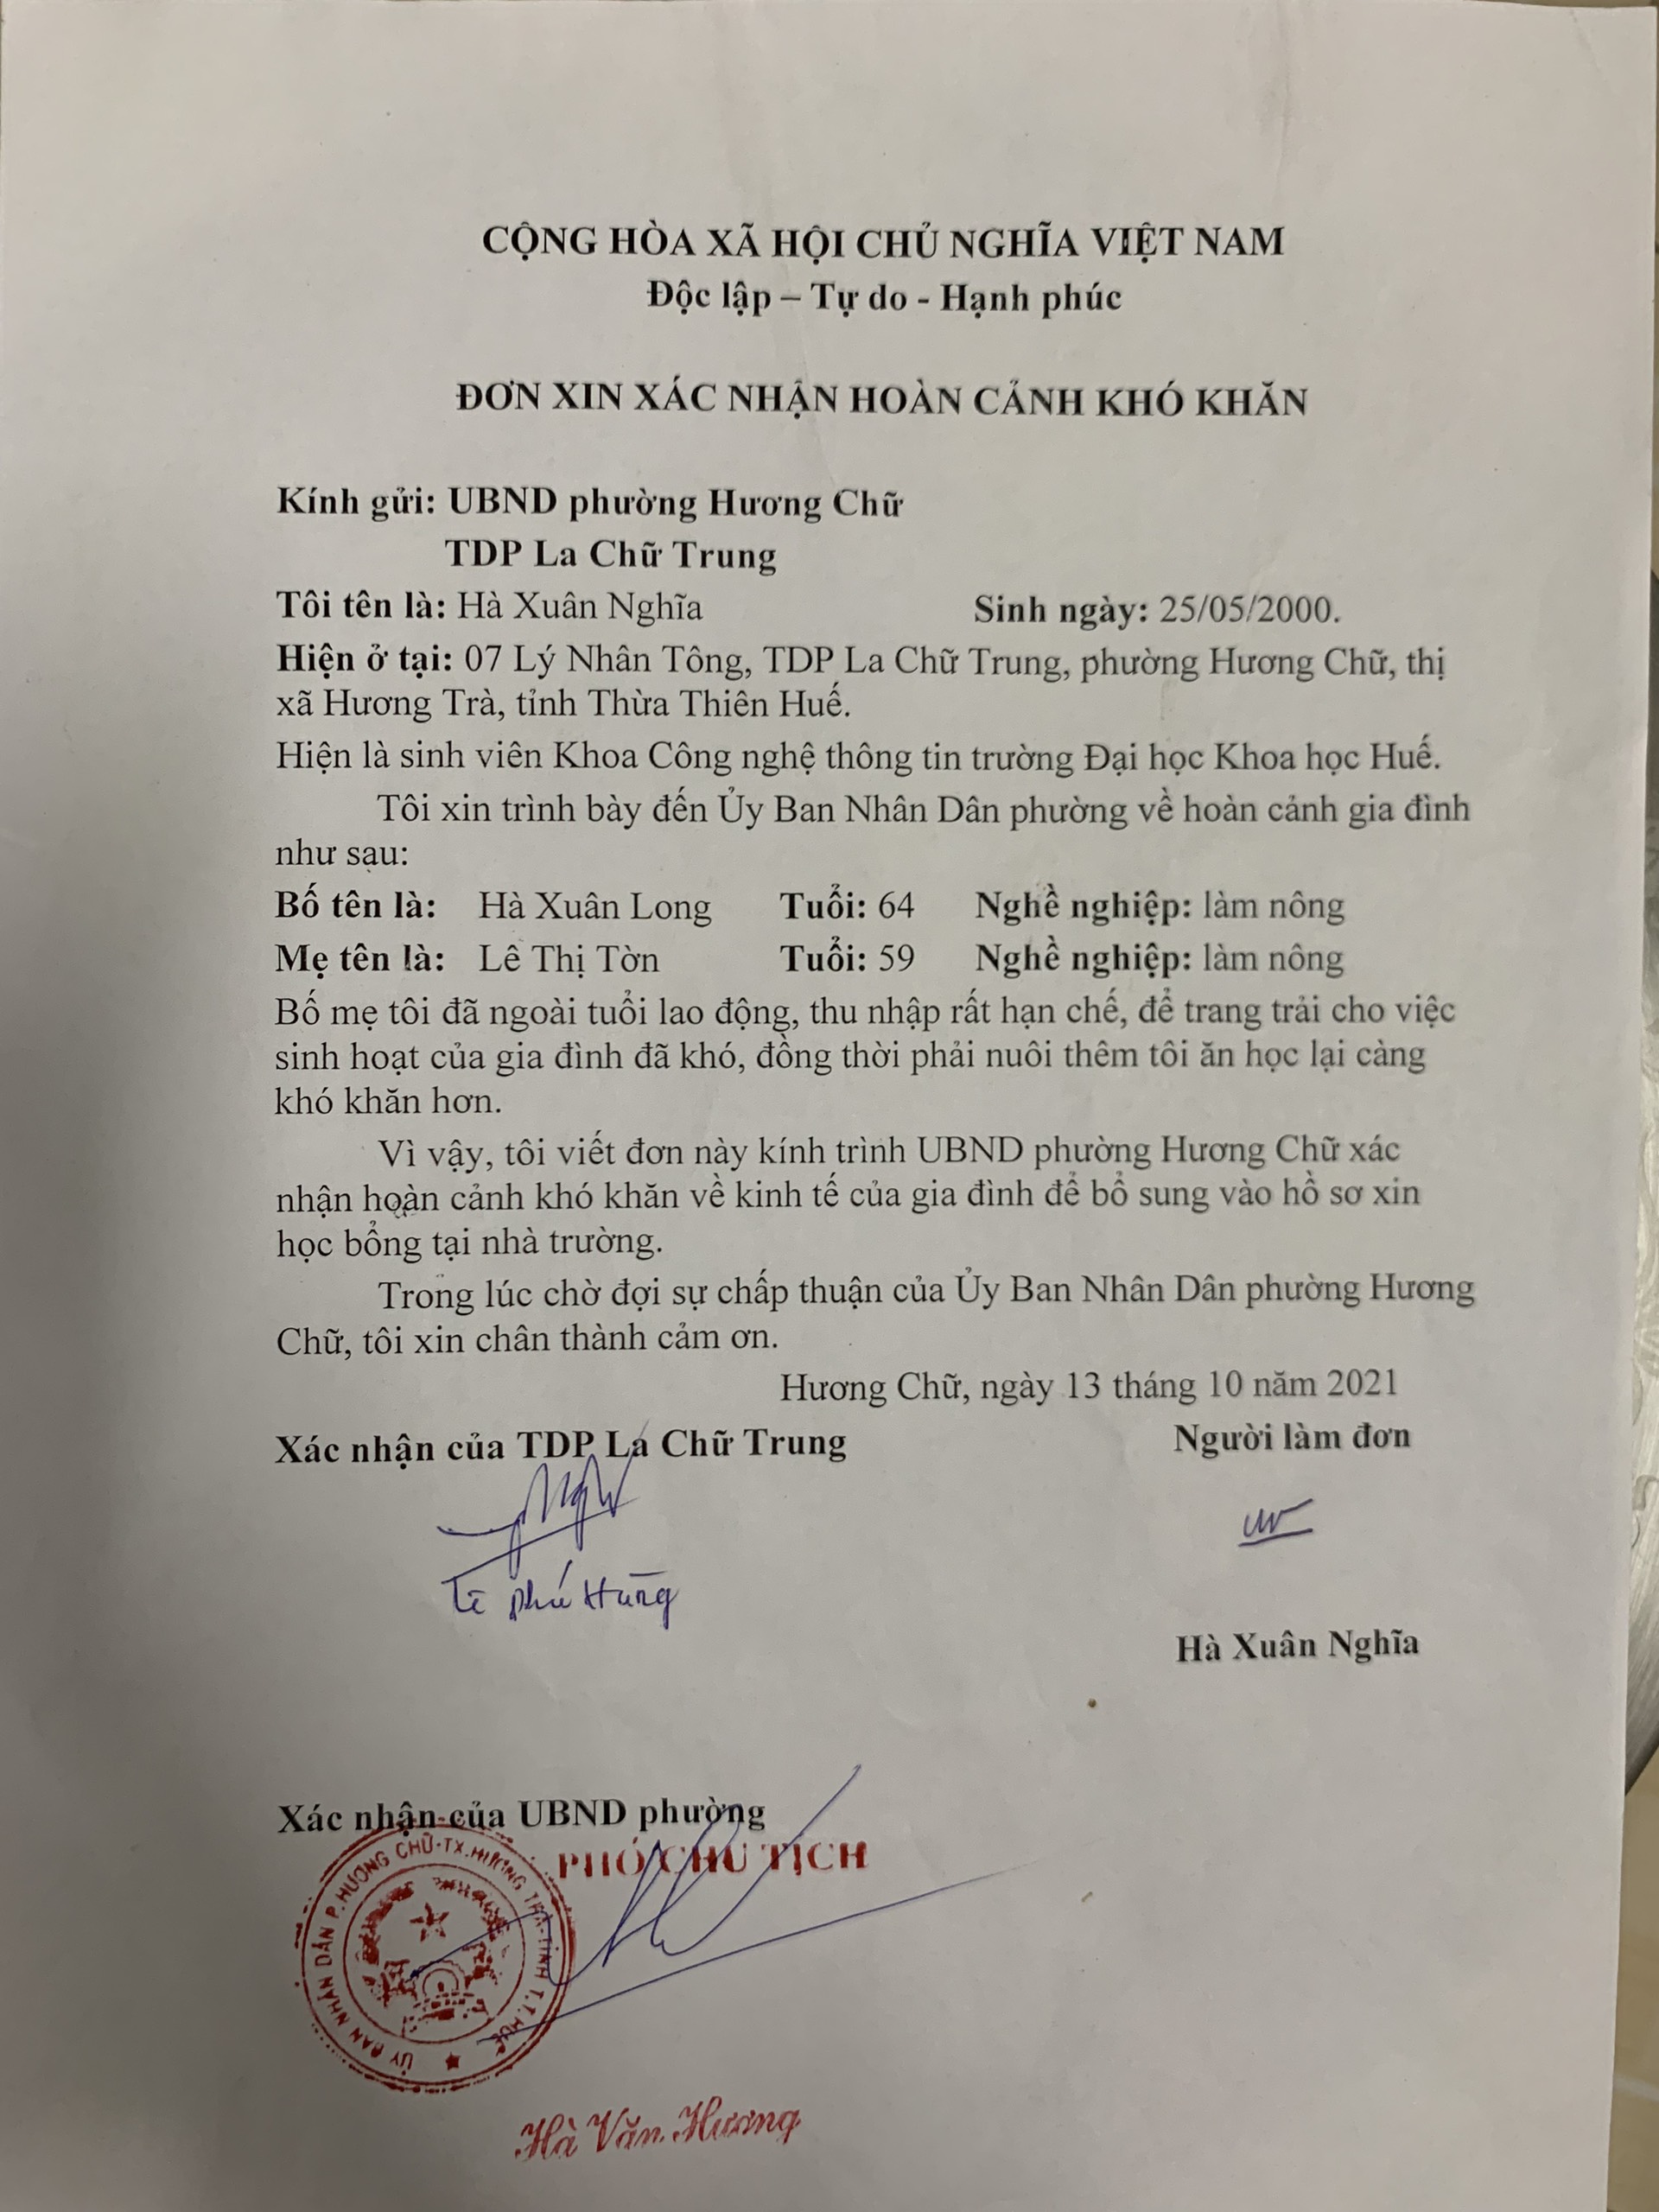 CỘNG HÒA XÃ HỘI CHỦ NGHĨA VIỆT NAM
Độc lập – Tự do - Hạnh phúc
ĐƠN XIN XÁC NHẬN HOÀN CẢNH KHÓ KHĂN
Kính gửi: UBND phường Hương Chữ
TDP La Chữ Trung
Tôi tên là: Hà Xuân Nghĩa Sinh ngày: 25/05/2000.
Hiện ở tại: 07 Lý Nhân Tông, TDP La Chữ Trung, phường Hương Chữ, thị
xã Hương Trà, tỉnh Thừa Thiên Huế.
Hiện là sinh viên Khoa Công nghệ thông tin trường Đại học Khoa học Huế.
Tôi xin trình bày đến Ủy Ban Nhân Dân phường về hoàn cảnh gia đình
như sau:
Bố tên là: Hà Xuân Long Tuổi: 64 Nghề nghiệp: làm nông
Mẹ tên là: Lê Thị Tờn Tuổi: 59 Nghề nghiệp: làm nông
Bố mẹ tôi đã ngoài tuổi lao động, thu nhập rất hạn chế, để trang trải cho việc
sinh hoạt của gia đình đã khó, đồng thời phải nuôi thêm tôi ăn học lại càng
khó khăn hơn.
Vì vậy, tôi viết đơn này kính trình UBND phường Hương Chữ xác
nhận hoàn cảnh khó khăn về kinh tế của gia đình để bổ sung vào hồ sơ xin
học bổng tại nhà trường.
Trong lúc chờ đợi sự chấp thuận của Ủy Ban Nhân Dân phường Hương
Chữ, tôi xin chân thành cảm ơn.
Hương Chữ, ngày 13 tháng 10 năm 2021
Xác nhận của TDP La Chữ Trung Người làm đơn
Lê Phú Hùng
Hà Xuân Nghĩa
Xác nhận của UBND phường
PHÓ CHỦ TỊCH
ỦY BAN NHÂN DÂN P.HƯƠNG CHỮ-TX.HƯƠNG TRÀ-TỈNH T.T.HUẾ
Hà Văn Hương